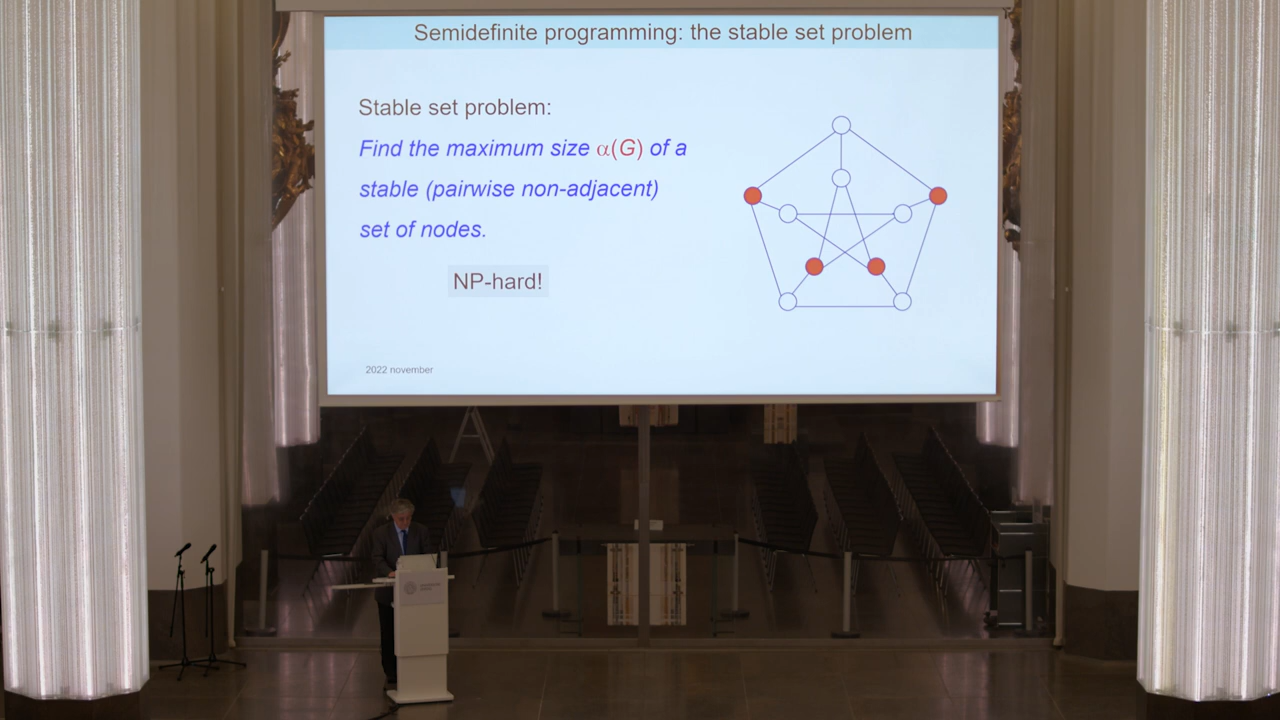 Semidefinite programming: the stable set problem
Stable set problem:
Find the maximum size α(G) of a
stable (pairwise non-adjacent)
set of nodes.
NP-hard!
2022 november